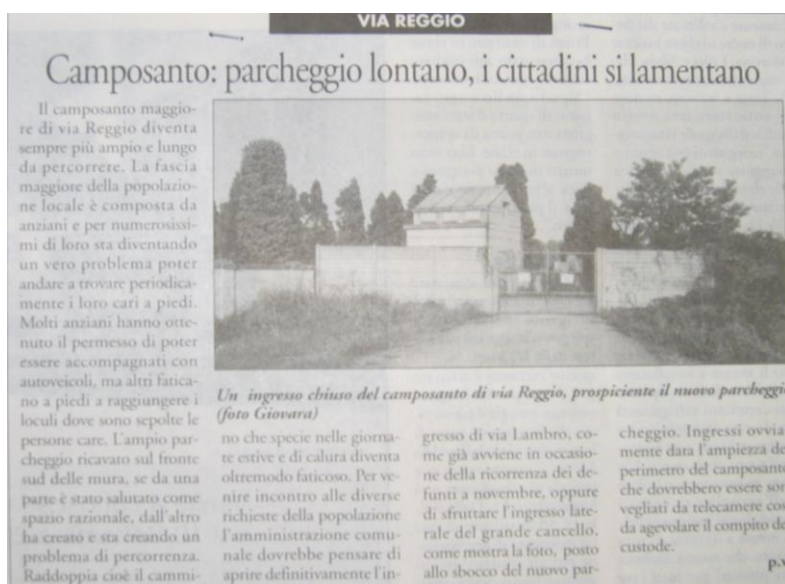 VIA REGGIO
Camposanto: parcheggio lontano, i cittadini si lamentano
Il camposanto maggio-
re di via Reggio diventa
sempre più ampio e lungo
da percorrere. La fascia
maggiore della popolazio-
ne locale è composta da
anziani e per numerosissi-
mi di loro sta diventando
un vero problema poter
andare a trovare periodica-
mente i loro cari a piedi.
Molti anziani hanno otte-
nuto il permesso di poter
essere accompagnati con
autoveicoli, ma altri fatica-
no a piedi a raggiungere i
loculi dove sono sepolte le
persone care. L'ampio par-
cheggio ricavato sul fronte
sud delle mura, se da una
parte è stato salutato come
spazio razionale, dall'altro
ha creato e sta creando un
problema di percorrenza.
Raddoppia cioè il cammi-
Un ingresso chiuso del camposanto di via Reggio, prospiciente il nuovo parcheggi
(foto Giovara)
no che specie nelle giorna-
te estive e di calura diventa
oltremodo faticoso. Per ve-
nire incontro alle diverse
richieste della popolazione
l'amministrazione comu-
nale dovrebbe pensare di
aprire definitivamente l'in-
gresso di via Lambro, co-
me già avviene in occasio-
ne della ricorrenza dei de-
funti a novembre, oppure
di sfruttare l'ingresso late-
rale del grande cancello,
come mostra la foto, posto
allo sbocco del nuovo par-
cheggio. Ingressi ovvia-
mente data l'ampiezza de
perimetro del camposanto
che dovrebbero essere sor
vegliati da telecamere così
da agevolare il compito de
custode.
p.v